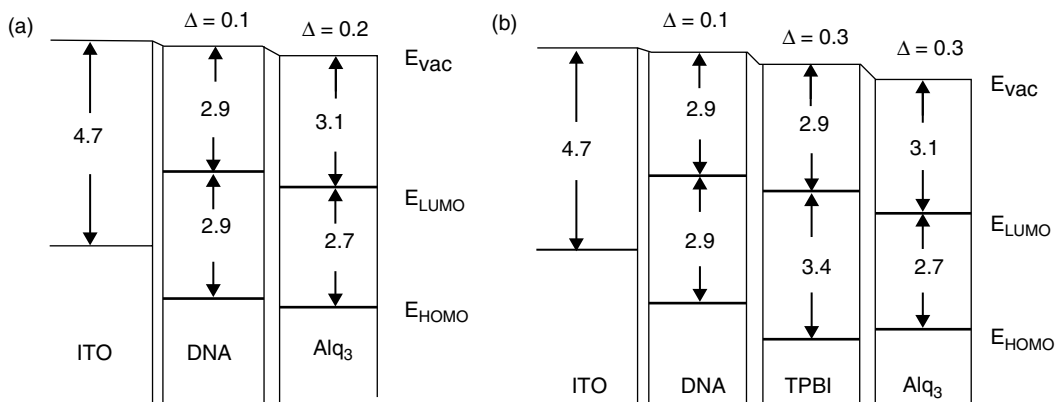 (a)
Δ = 0.1
Δ = 0.2
E_vac
4.7
2.9
3.1
E_LUMO
2.9
2.7
E_HOMO
ITO
DNA
Alq₃
(b)
Δ = 0.1
Δ = 0.3
Δ = 0.3
E_vac
4.7
2.9
2.9
3.1
E_LUMO
2.9
3.4
2.7
E_HOMO
ITO
DNA
TPBI
Alq₃